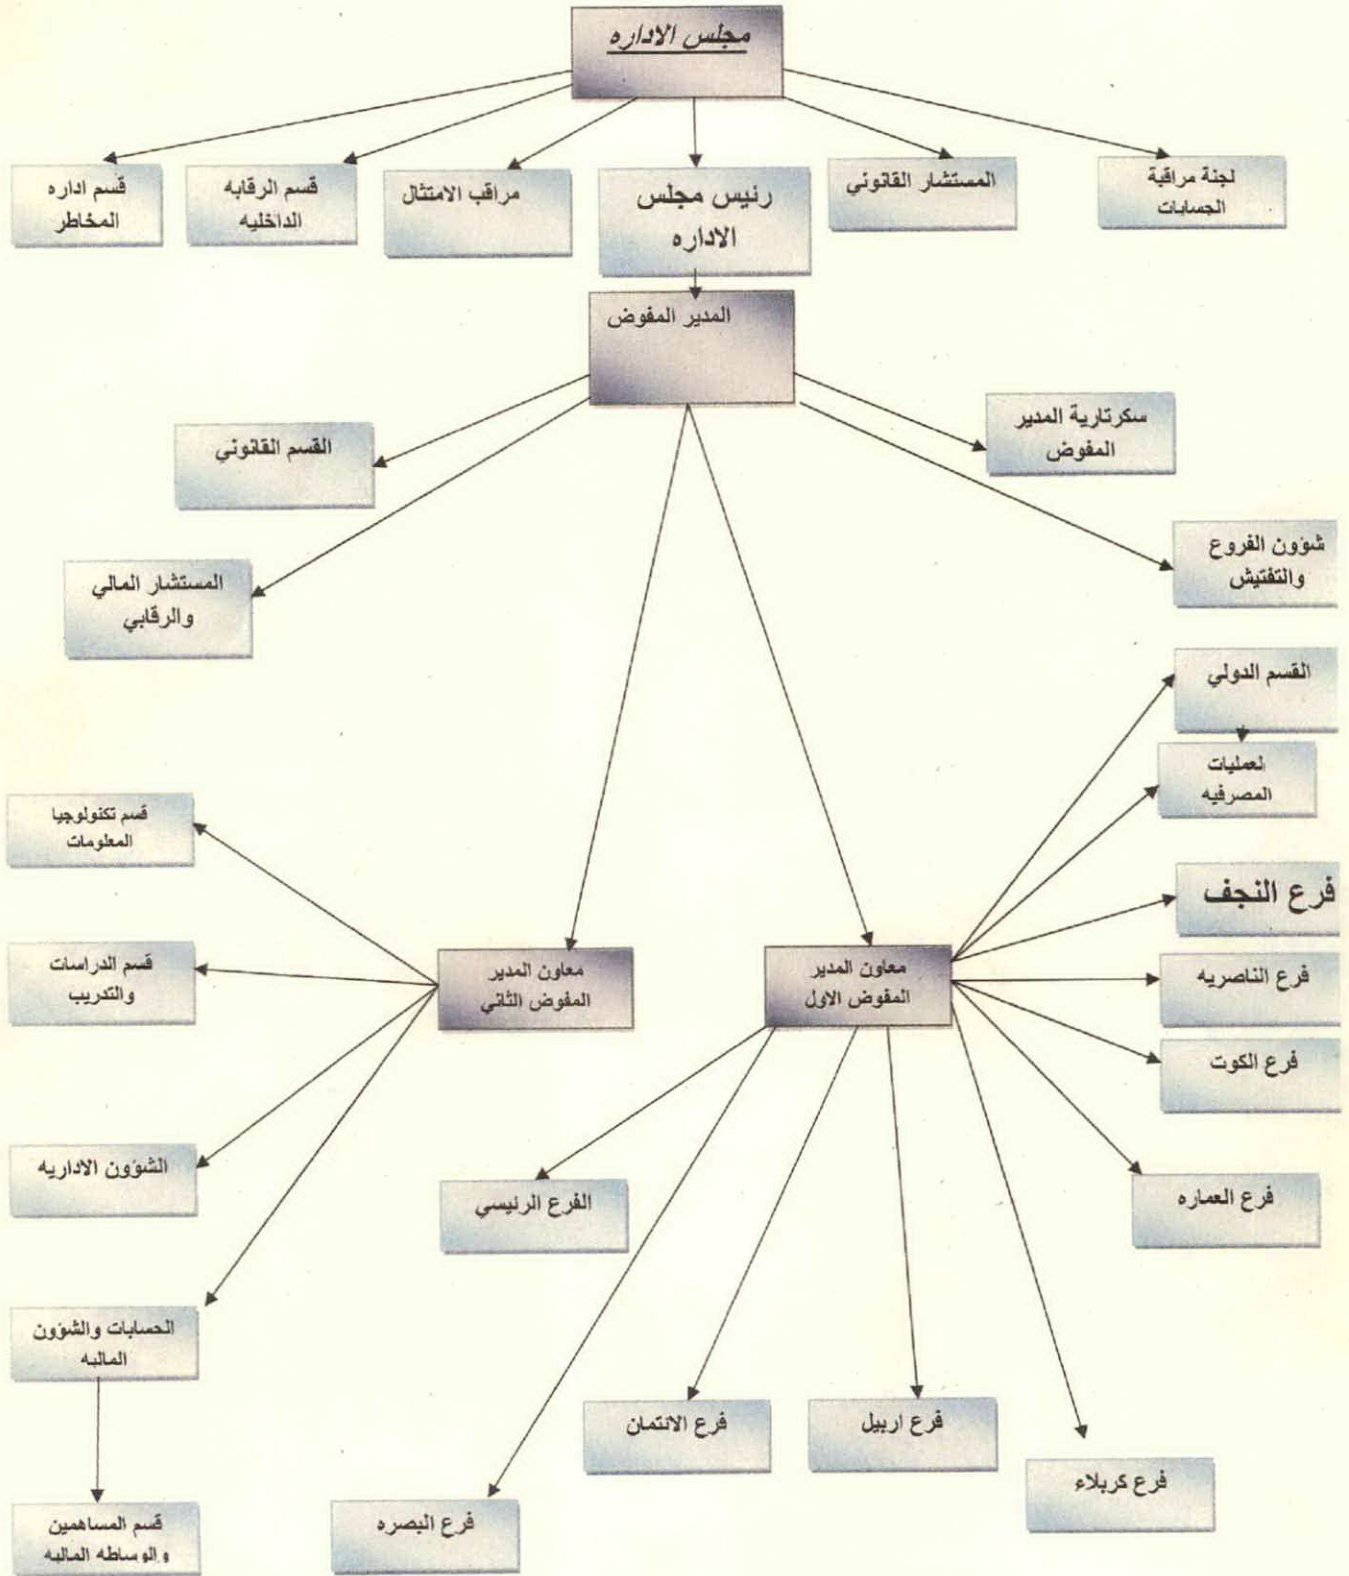 مجلس الاداره
لجنة مراقبة
الحسابات
المستشار القانوني
رئيس مجلس
الاداره
مراقب الامتثال
قسم الرقابه
الداخليه
قسم اداره
المخاطر
المدير المفوض
سكرتارية المدير
المفوض
القسم القانوني
شؤون الفروع
والتفتيش
المستشار المالي
والرقابي
القسم الدولي
لعمليات
المصرفيه
قسم تكنولوجيا
المعلومات
فرع النجف
معاون المدير
المفوض الاول
معاون المدير
المفوض الثاني
قسم الدراسات
والتدريب
فرع الناصريه
فرع الكوت
الشؤون الاداريه
فرع العماره
الفرع الرئيسي
الحسابات والشؤون
الماليه
فرع كربلاء
فرع اربيل
فرع الائتمان
فرع البصره
قسم المساهمين
والوساطه الماليه